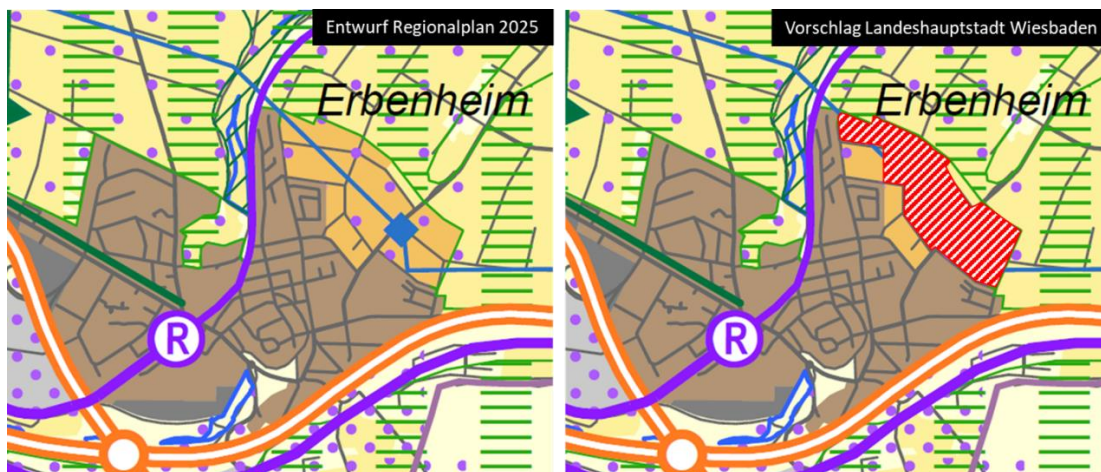 Entwurf Regionalplan 2025
Erbenheim
R
Vorschlag Landeshauptstadt Wiesbaden
Erbenheim
R